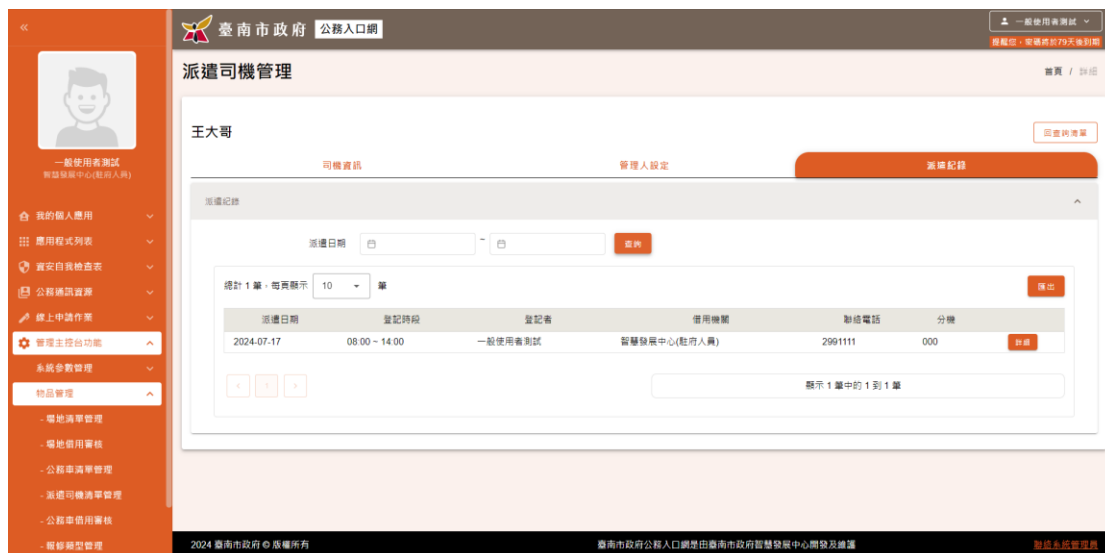 «
臺南市政府 公務入口網
一般使用者測試
提醒您，密碼將於79天後到期
派遣司機管理
首頁 / 詳細
一般使用者測試
智慧發展中心(駐府人員)
我的個人應用
應用程式列表
資安自我檢查表
公務通訊資源
線上申請作業
管理主控台功能
系統參數管理
物品管理
- 場地清單管理
- 場地借用審核
- 公務車清單管理
- 派遣司機清單管理
- 公務車借用審核
- 報修類型管理
王大哥
回查詢清單
司機資訊 管理人設定 派遣記錄
派遣紀錄
派遣日期 ~ 查詢
總計 1 筆，每頁顯示 10 筆 匯出
派遣日期 登記時段 登記者 借用機關 聯絡電話 分機
2024-07-17 08:00 ~ 14:00 一般使用者測試 智慧發展中心(駐府人員) 2991111 000 詳細
顯示 1 筆中的 1 到 1 筆
2024 臺南市政府 © 版權所有 臺南市政府公務入口網是由臺南市政府智慧發展中心開發及維護 聯絡系統管理員